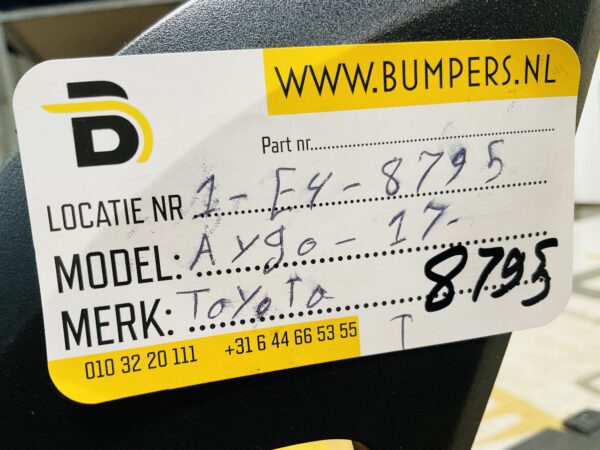 WWW.BUMPERS.NL
Part nr.
LOCATIE NR 1-E4-8795
MODEL: Aygo-17-
MERK: ToyoTa
8795
010 32 20 111 +31 6 44 66 53 55
T